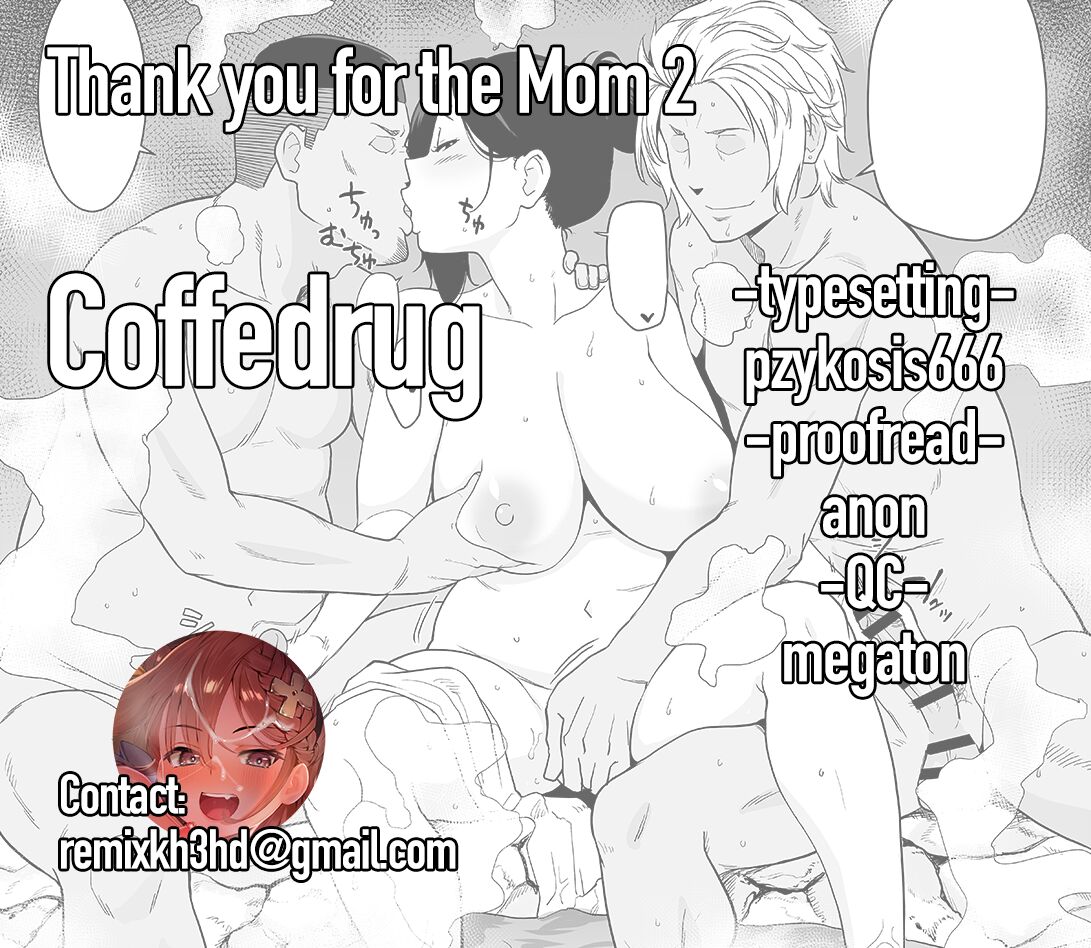 Thank you for the Mom 2
ちゅっ
むちゅ
ちゅ
Coffedrug
-typesetting-
pzykosis666
-proofread-
anon
-QC-
megaton
Contact:
remixkh3hd@gmail.com